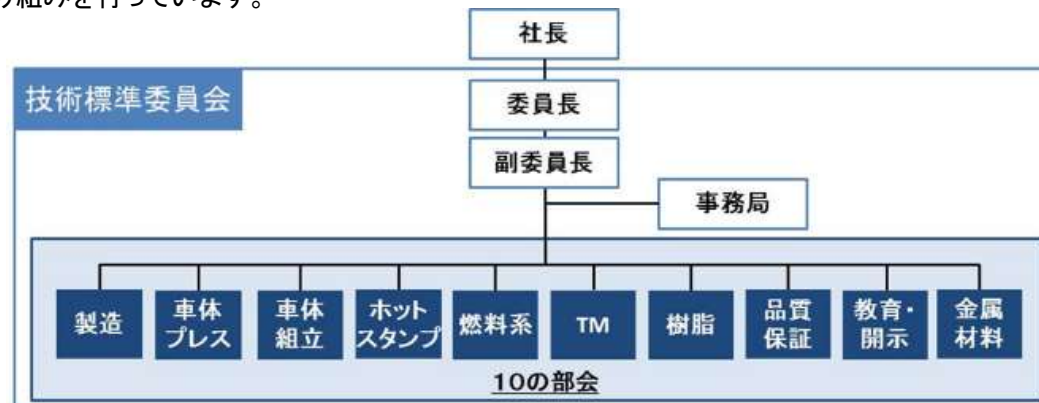 り組みを行っています。
社長
技術標準委員会
委員長
副委員長
事務局
製造
車体
プレス
車体
組立
ホット
スタンプ
燃料系
TM
樹脂
品質
保証
教育・
開示
金属
材料
10の部会